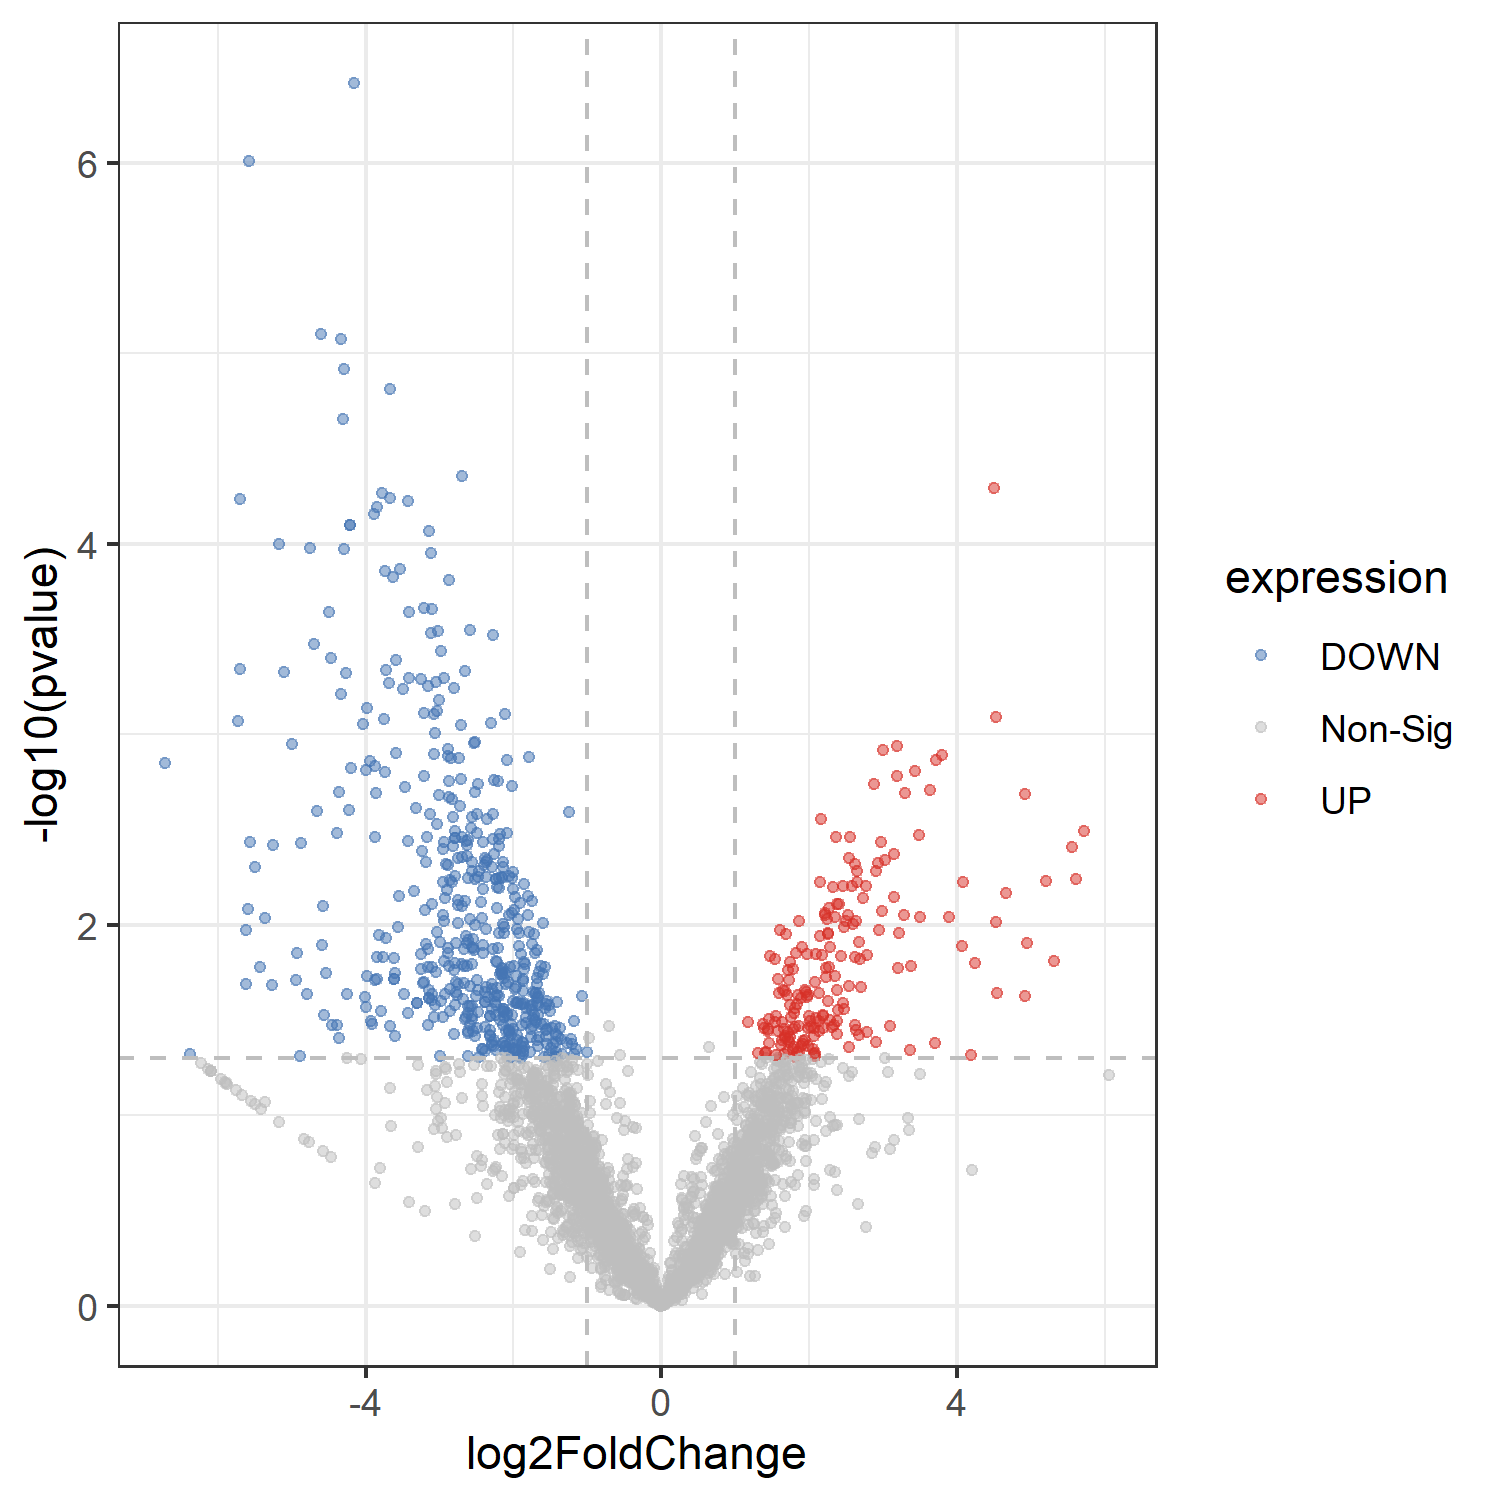 6
4
2
0
-4
0
4
log2FoldChange
-log10(pvalue)
expression
DOWN
Non-Sig
UP